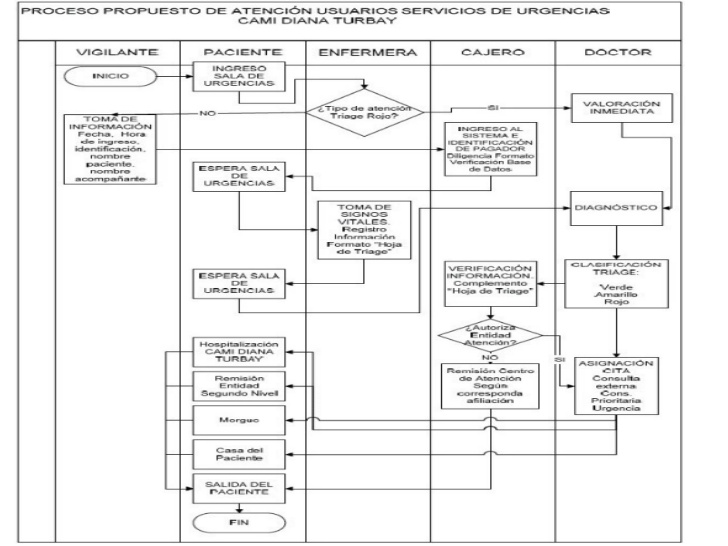 PROCESO PROPUESTO DE ATENCIÓN USUARIOS SERVICIOS DE URGENCIAS
CAMI DIANA TURBAY
VIGILANTE
PACIENTE
ENFERMERA
CAJERO
DOCTOR
INICIO
INGRESO
SALA DE
URGENCIAS
¿Tipo de atención
Triage Rojo?
NO
SI
VALORACIÓN
INMEDIATA
TOMA DE
INFORMACIÓN
Fecha, Hora
de ingreso,
identificación,
nombre
paciente,
nombre
acompañante
INGRESO AL
SISTEMA E
IDENTIFICACIÓN
DE PAGADOR
Diligencia Formato
Verificación Base
de Datos.
ESPERA SALA
DE
URGENCIAS
TOMA DE
SIGNOS
VITALES.
Registro
Información
Formato "Hoja
de Triage"
DIAGNÓSTICO
ESPERA SALA
DE
URGENCIAS
VERIFICACIÓN
INFORMACIÓN.
Complemento
"Hoja de Triage"
CLASIFICACIÓN
TRIAGE:
Verde
Amarillo
Rojo
¿Autoriza
Entidad
Atención?
NO
SI
Hospitalización
CAMI DIANA
TURBAY
Remisión
Entidad
Segundo Nivell
Remisión Centro
de Atención
Según
corresponda
afiliación
ASIGNACIÓN
CITA
Consulta
externa
Cons.
Prioritaria
Urgencia
Morgue
Casa del
Paciente
SALIDA DEL
PACIENTE
FIN